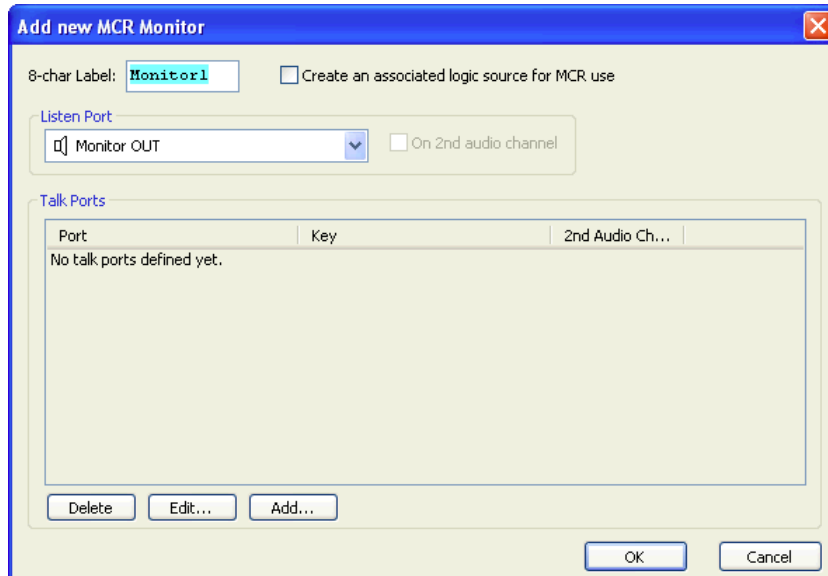 Add new MCR Monitor
8-char Label: Monitor1 Create an associated logic source for MCR use
Listen Port
Monitor OUT On 2nd audio channel
Talk Ports
Port Key 2nd Audio Ch...
No talk ports defined yet.
Delete Edit... Add...
OK Cancel